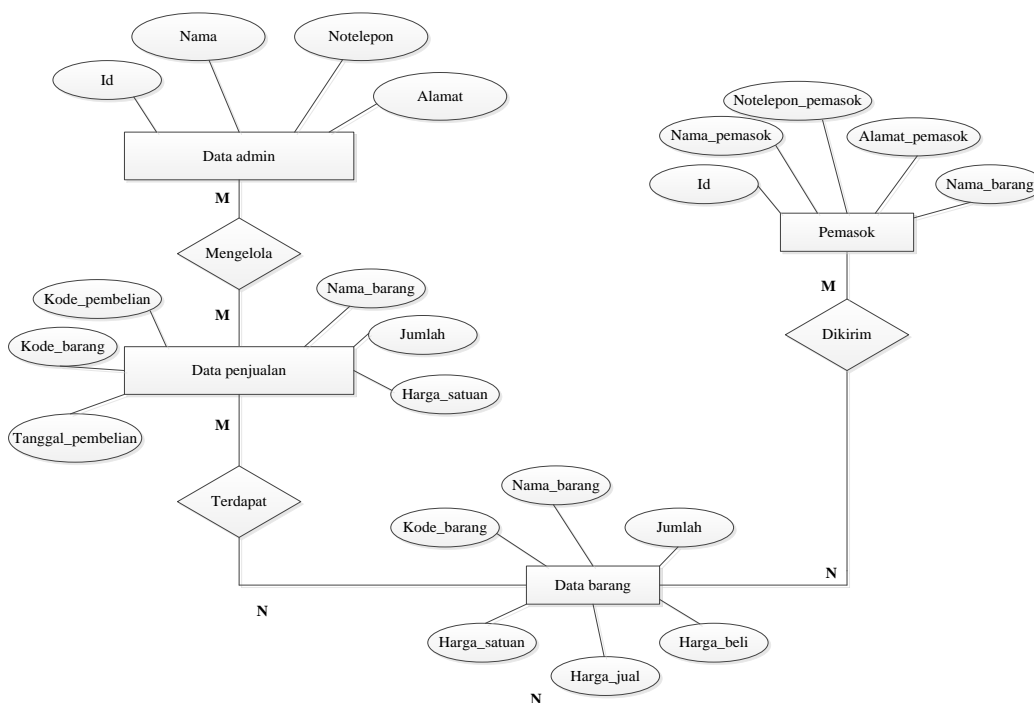 Nama
Notelepon
Id
Alamat
Data admin
M
Mengelola
M
Kode_pembelian
Nama_barang
Kode_barang
Jumlah
Data penjualan
Harga_satuan
Tanggal_pembelian
M
Terdapat
N
Notelepon_pemasok
Nama_pemasok
Alamat_pemasok
Id
Nama_barang
Pemasok
M
Dikirim
N
Nama_barang
Kode_barang
Jumlah
Data barang
Harga_satuan
Harga_beli
Harga_jual
N